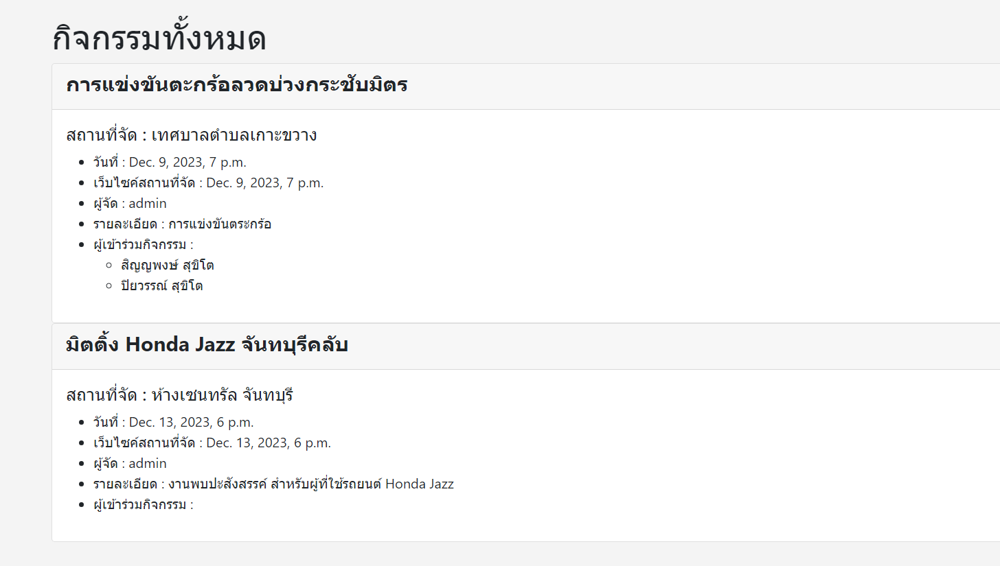 กิจกรรมทั้งหมด
การแข่งขันตะกร้อลวดบ่วงกระชับมิตร
สถานที่จัด : เทศบาลตำบลเกาะขวาง
วันที่ : Dec. 9, 2023, 7 p.m.
เว็บไซค์สถานที่จัด : Dec. 9, 2023, 7 p.m.
ผู้จัด : admin
รายละเอียด : การแข่งขันตระกร้อ
ผู้เข้าร่วมกิจกรรม :
สิญญพงษ์ สุขิโต
ปิยวรรณ์ สุขิโต
มิตติ้ง Honda Jazz จันทบุรีคลับ
สถานที่จัด : ห้างเซนทรัล จันทบุรี
วันที่ : Dec. 13, 2023, 6 p.m.
เว็บไซค์สถานที่จัด : Dec. 13, 2023, 6 p.m.
ผู้จัด : admin
รายละเอียด : งานพบปะสังสรรค์ สำหรับผู้ที่ใช้รถยนต์ Honda Jazz
ผู้เข้าร่วมกิจกรรม :